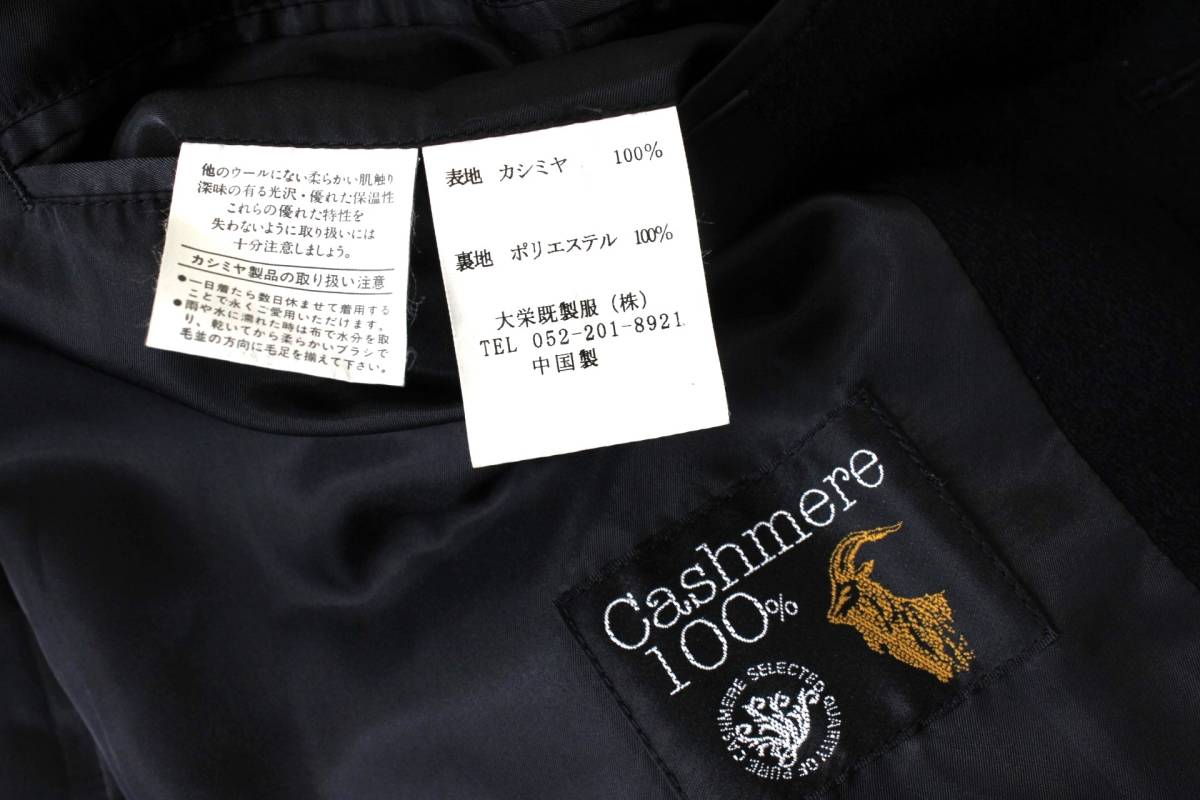 他のウールにない柔らかい肌触り
深味の有る光沢・優れた保温性
これらの優れた特性を
失わないように取り扱いには
十分注意しましょう。
カシミヤ製品の取り扱い注意
●一日着たら数日休ませて着用する
ことで永くご愛用いただけます。
●雨や水に濡れた時は布で水分を取
り、乾いてから柔らかいブラシで
毛並の方向に毛足を揃えて下さい。
表地 カシミヤ 100%
裏地 ポリエステル 100%
大栄既製服(株)
TEL 052-201-8921
中国製
Cashmere
100%
SELECTED QUARITY OF PURE CASHMERE